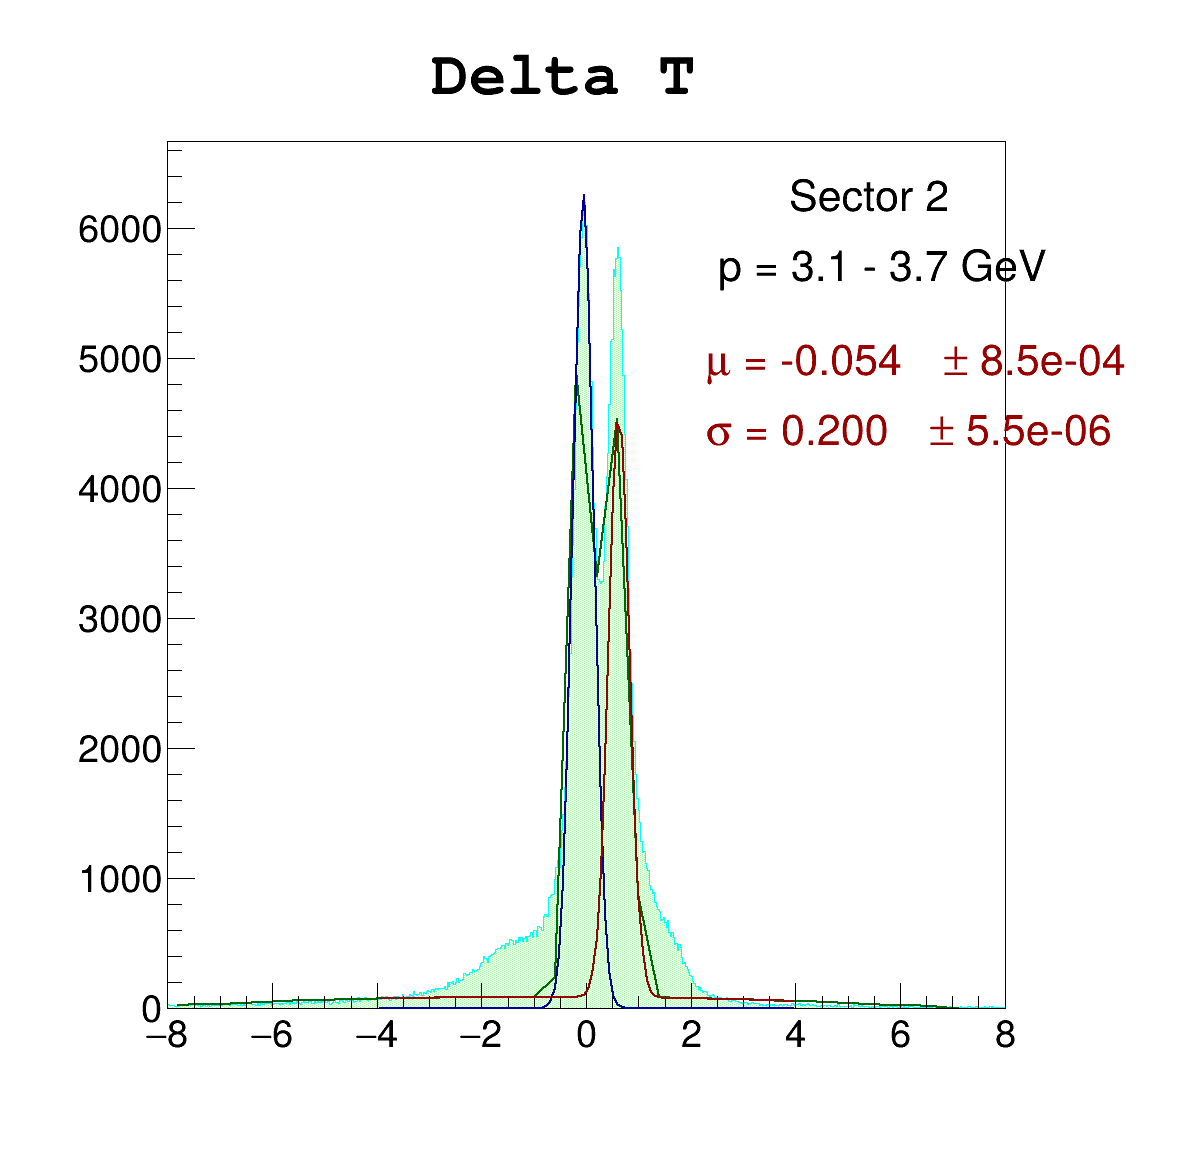 Delta T
Sector 2
p = 3.1 - 3.7 GeV
μ = -0.054 ± 8.5e-04
σ = 0.200 ± 5.5e-06
6000
5000
4000
3000
2000
1000
0
−8 −6 −4 −2 0 2 4 6 8